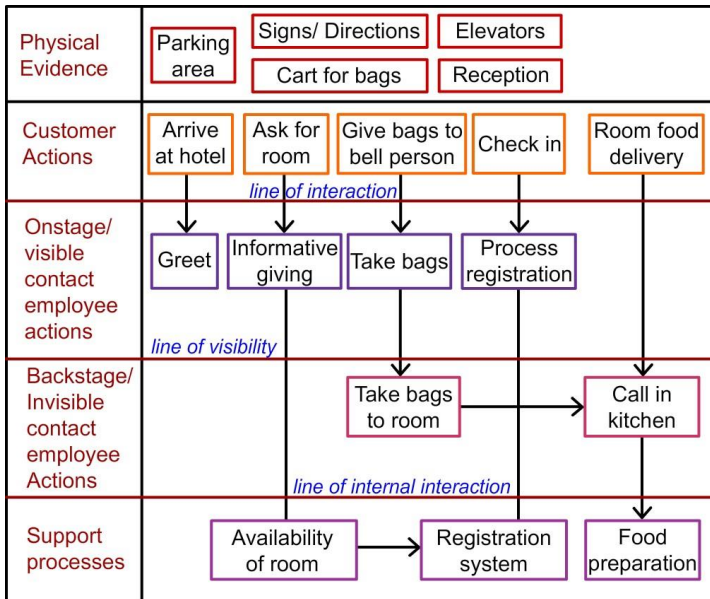 Physical
Evidence
Parking
area
Signs/ Directions
Elevators
Cart for bags
Reception
Customer
Actions
Arrive
at hotel
Ask for
room
Give bags to
bell person
Check in
Room food
delivery
line of interaction
Onstage/
visible
contact
employee
actions
Greet
Informative
giving
Take bags
Process
registration
line of visibility
Backstage/
Invisible
contact
employee
Actions
Take bags
to room
Call in
kitchen
line of internal interaction
Support
processes
Availability
of room
Registration
system
Food
preparation